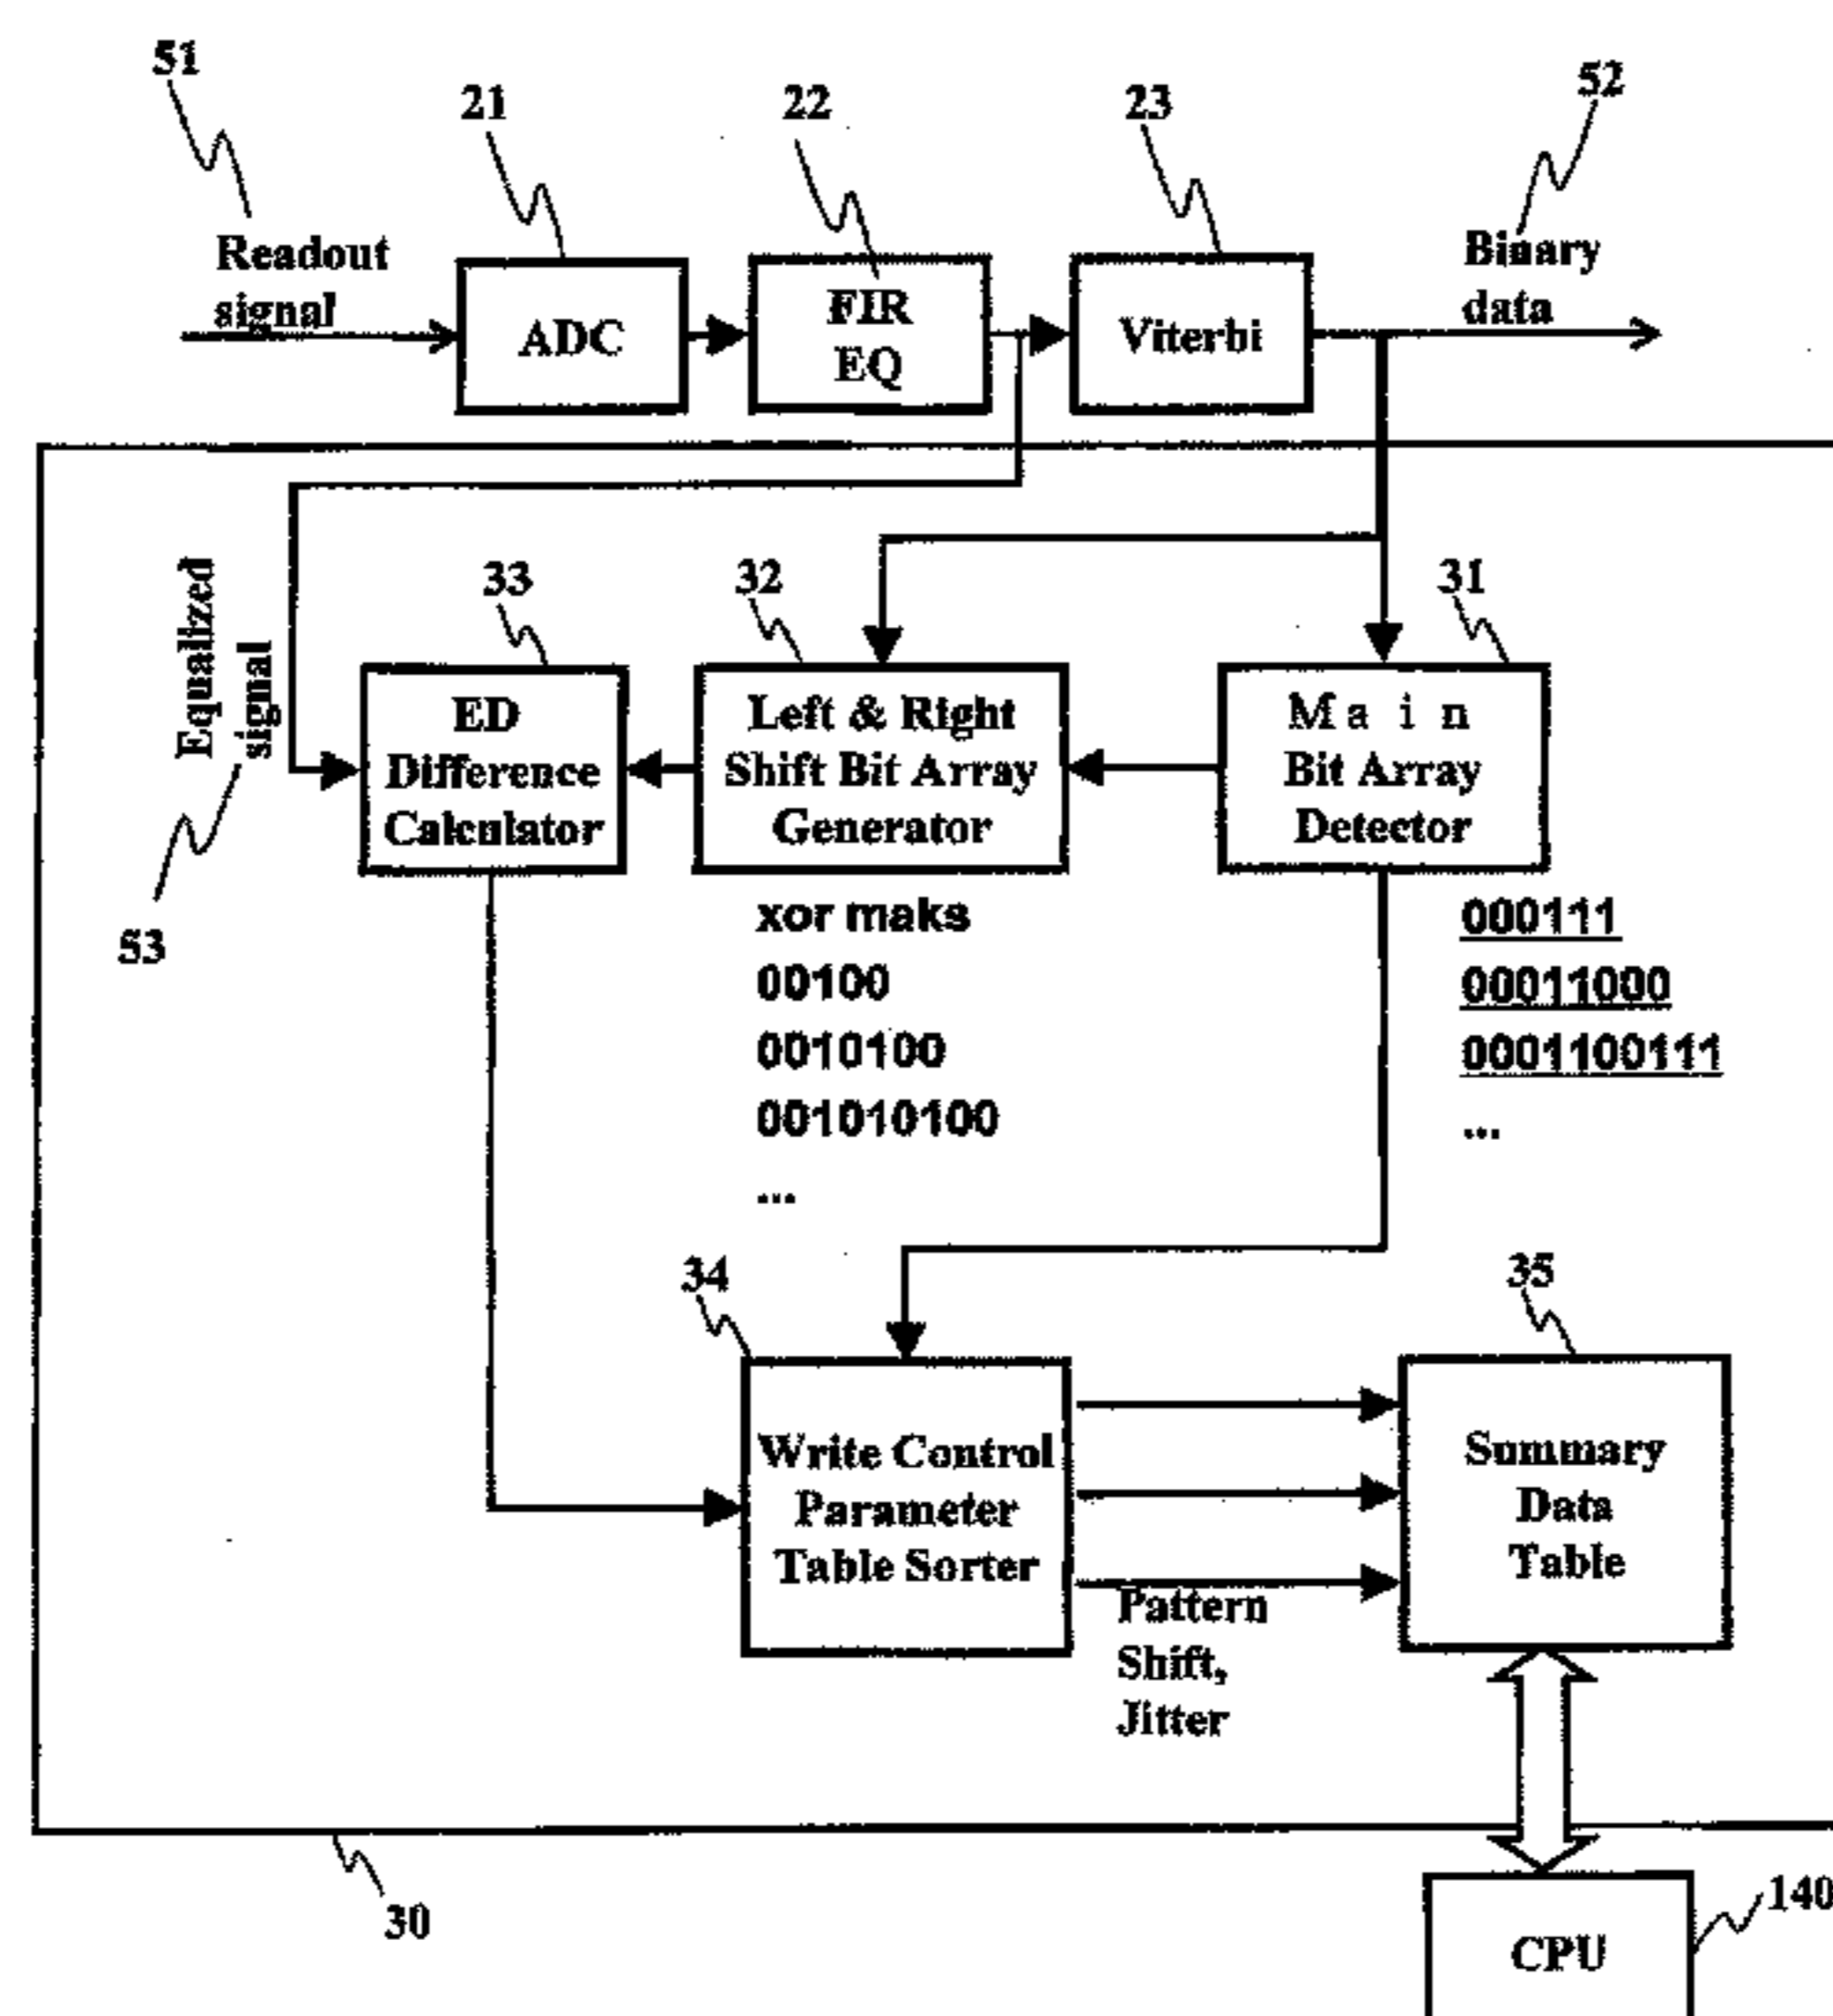 51
21
22
23
52
Readout
signal
ADC
FIR
EQ
Viterbi
Binary
data
Equalized
signal
53
33
32
31
ED
Difference
Calculator
Left & Right
Shift Bit Array
Generator
M a i n
Bit Array
Detector
xor maks
00100
0010100
001010100
...
000111
00011000
0001100111
...
34
35
Write Control
Parameter
Table Sorter
Pattern
Shift,
Jitter
Summary
Data
Table
30
140
CPU